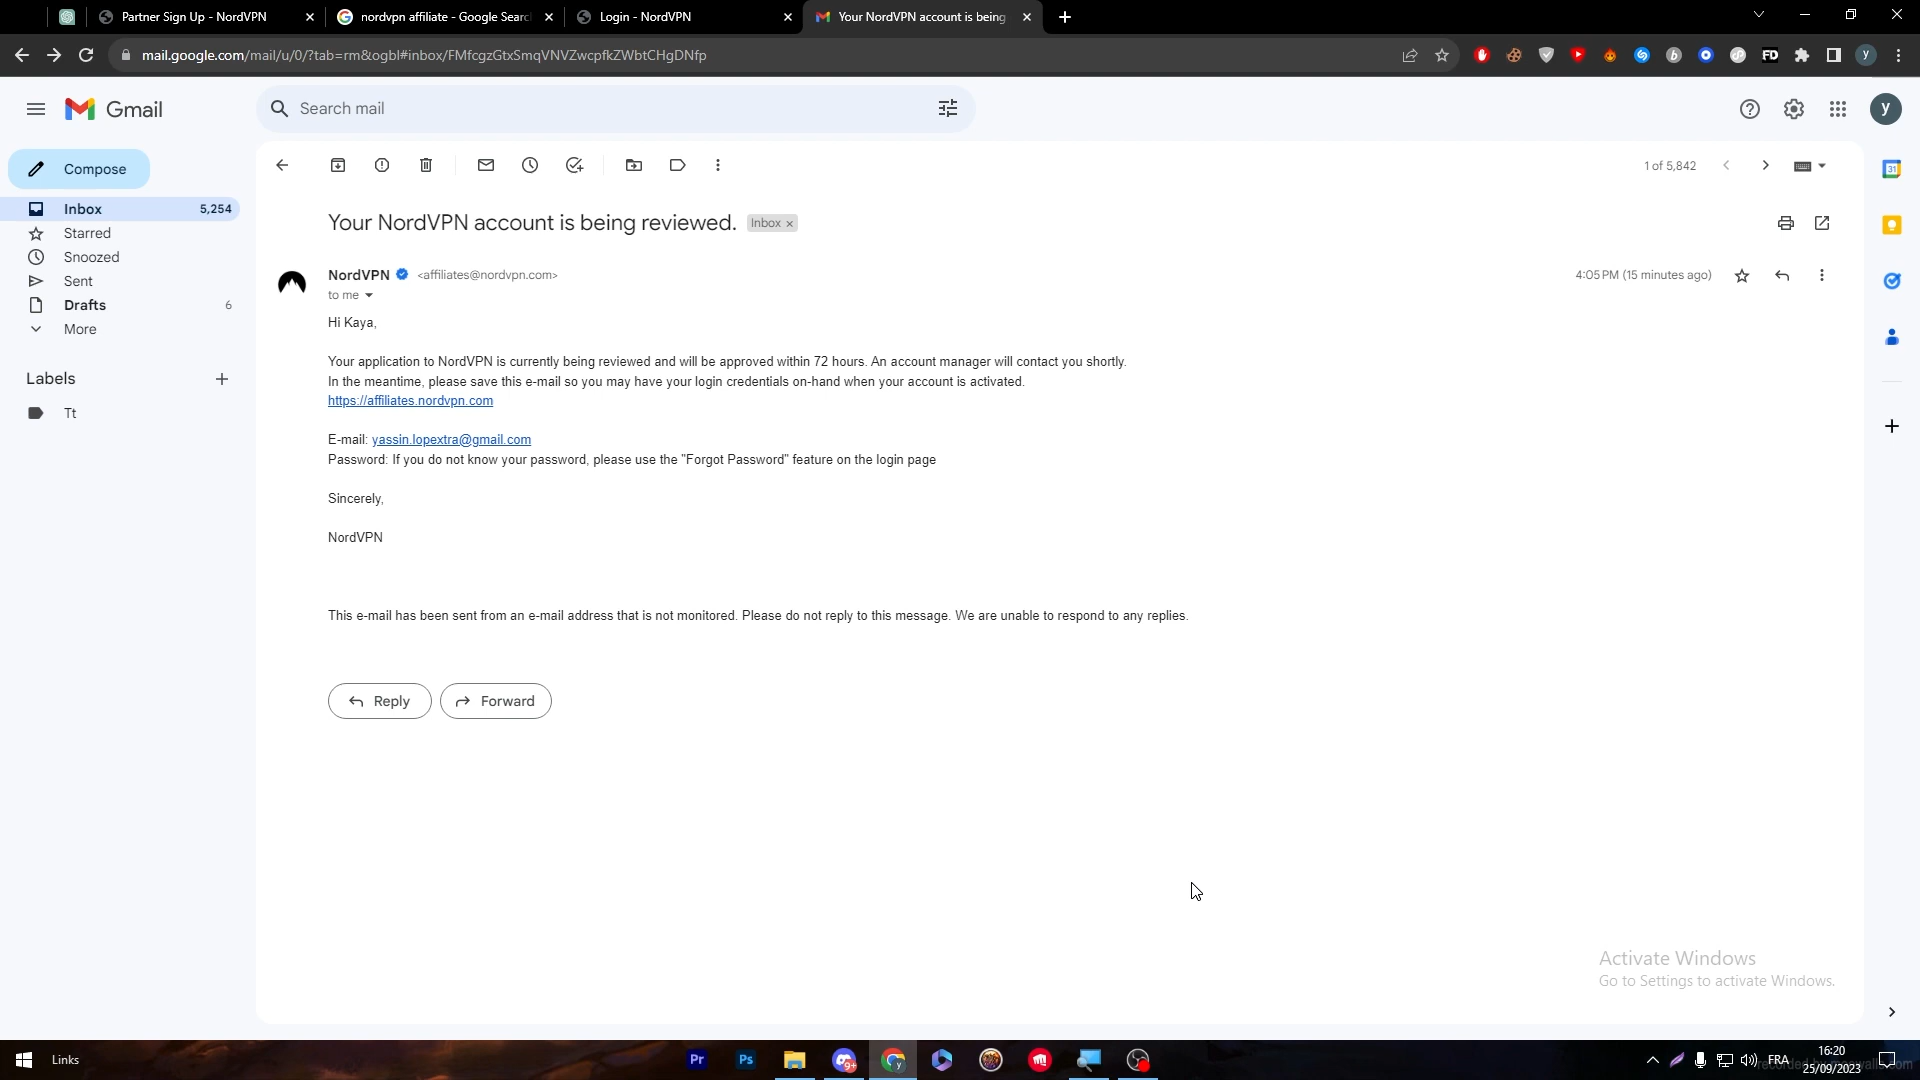 Partner Sign Up - NordVPN
nordvpn affiliate - Google Searc
Login - NordVPN
Your NordVPN account is being
mail.google.com/mail/u/0/?tab=rm&ogbl#inbox/FMfcgzGtxSmqVNVZwcpfkZWbtCHgDNfp
FD
y
Gmail
Search mail
y
Compose
1 of 5,842
31
Inbox 5,254
Starred
Snoozed
Sent
Drafts 6
More
Labels
Tt
Your NordVPN account is being reviewed. Inbox x
NordVPN <affiliates@nordvpn.com> 4:05 PM (15 minutes ago)
to me
Hi Kaya,
Your application to NordVPN is currently being reviewed and will be approved within 72 hours. An account manager will contact you shortly.
In the meantime, please save this e-mail so you may have your login credentials on-hand when your account is activated.
https://affiliates.nordvpn.com
E-mail: yassin.lopextra@gmail.com
Password: If you do not know your password, please use the "Forgot Password" feature on the login page
Sincerely,
NordVPN
This e-mail has been sent from an e-mail address that is not monitored. Please do not reply to this message. We are unable to respond to any replies.
Reply Forward
Activate Windows
Go to Settings to activate Windows.
Links
Pr
Ps
9+
y
FRA
16:20
25/09/2023